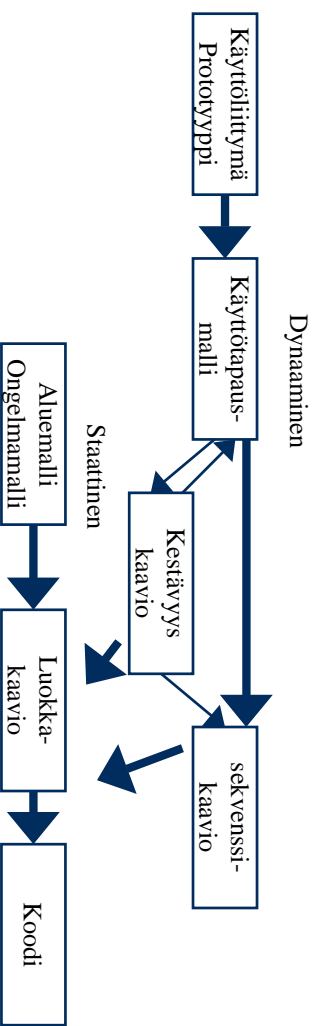 Dynaaminen
Käyttöliittymä
Prototyyppi
Käyttötapaus-
malli
sekvenssi-
kaavio
Kestävyys
kaavio
Staattinen
Aluemalli
Ongelmamalli
Luokka-
kaavio
Koodi